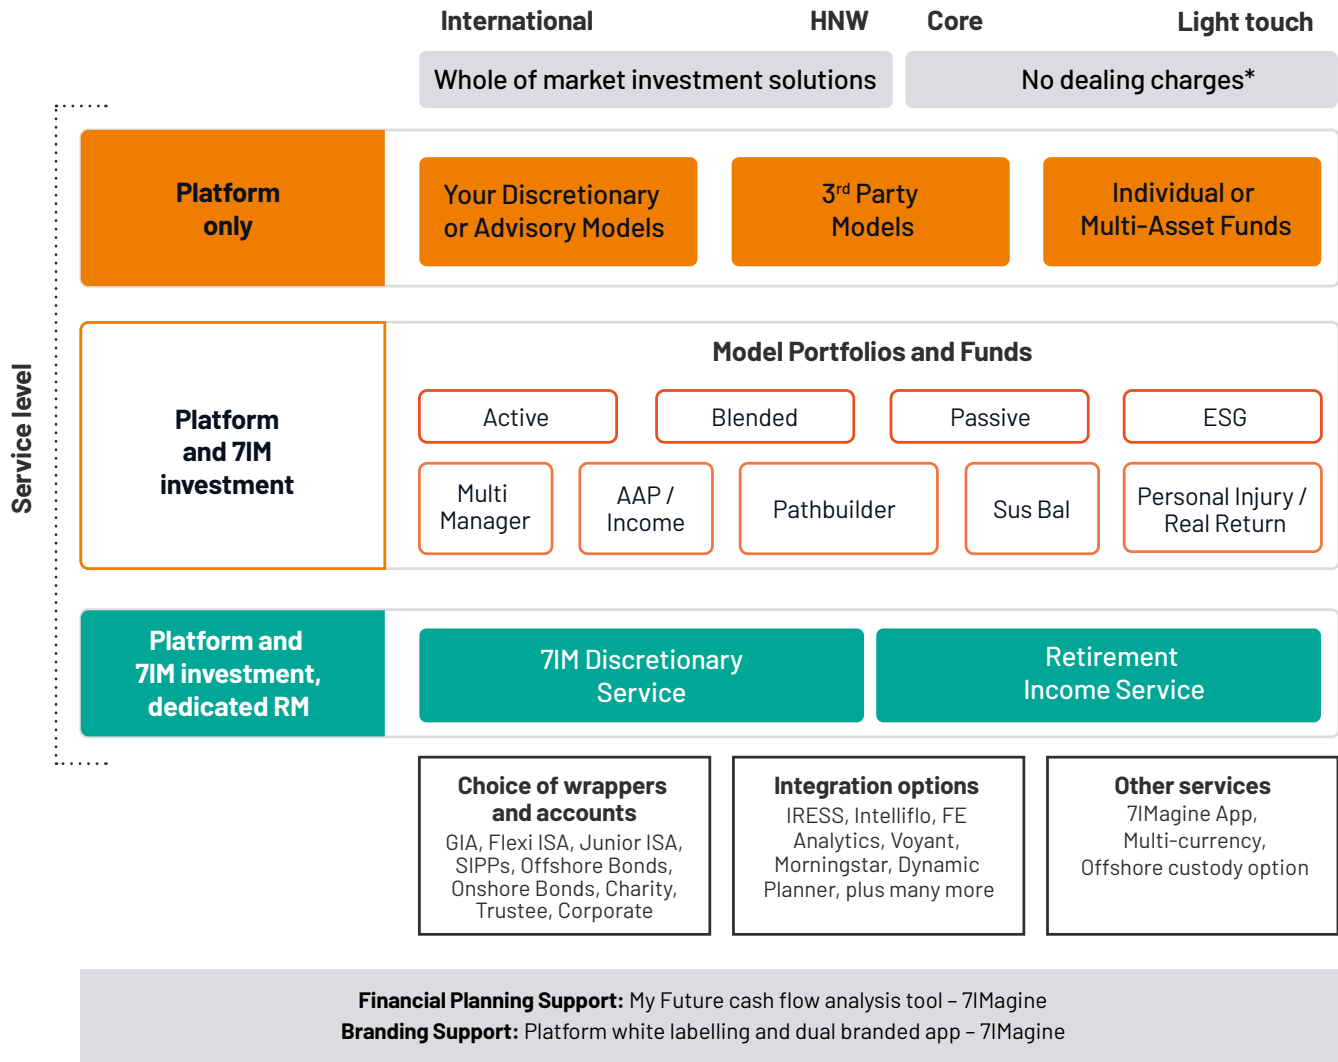 International HNW Core Light touch
Whole of market investment solutions
No dealing charges*
Service level
Platform
only
Your Discretionary
or Advisory Models
3rd Party
Models
Individual or
Multi-Asset Funds
Platform
and 7IM
investment
Model Portfolios and Funds
Active
Blended
Passive
ESG
Multi
Manager
AAP /
Income
Pathbuilder
Sus Bal
Personal Injury /
Real Return
Platform and
7IM investment,
dedicated RM
7IM Discretionary
Service
Retirement
Income Service
Choice of wrappers
and accounts
GIA, Flexi ISA, Junior ISA,
SIPPs, Offshore Bonds,
Onshore Bonds, Charity,
Trustee, Corporate
Integration options
IRESS, Intelliflo, FE
Analytics, Voyant,
Morningstar, Dynamic
Planner, plus many more
Other services
7IMagine App,
Multi-currency,
Offshore custody option
Financial Planning Support: My Future cash flow analysis tool – 7IMagine
Branding Support: Platform white labelling and dual branded app – 7IMagine